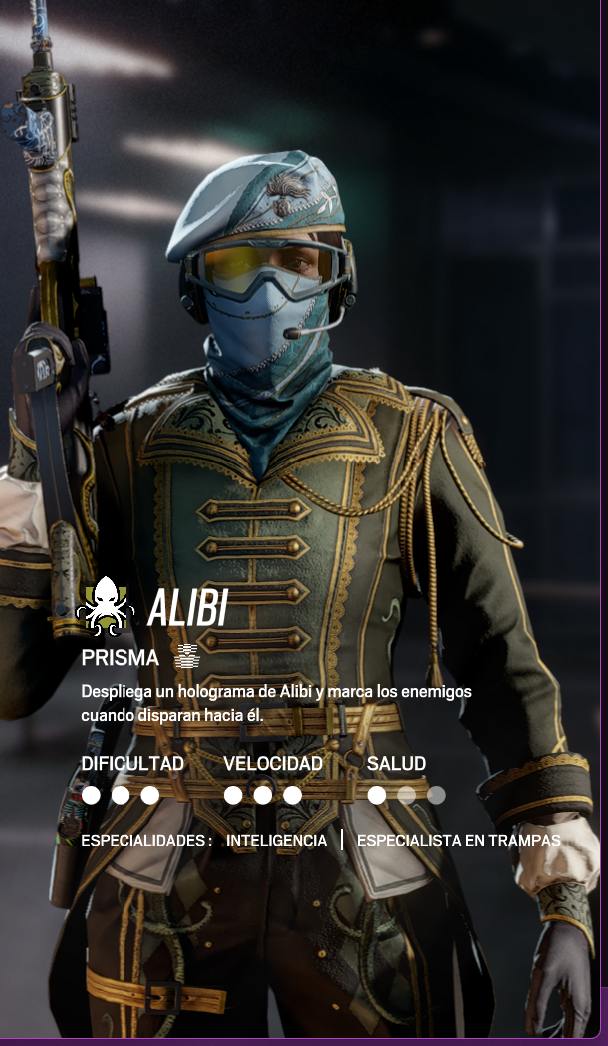 ALIBI
PRISMA
Despliega un holograma de Alibi y marca los enemigos
cuando disparan hacia él.
DIFICULTAD VELOCIDAD SALUD
ESPECIALIDADES : INTELIGENCIA | ESPECIALISTA EN TRAMPAS